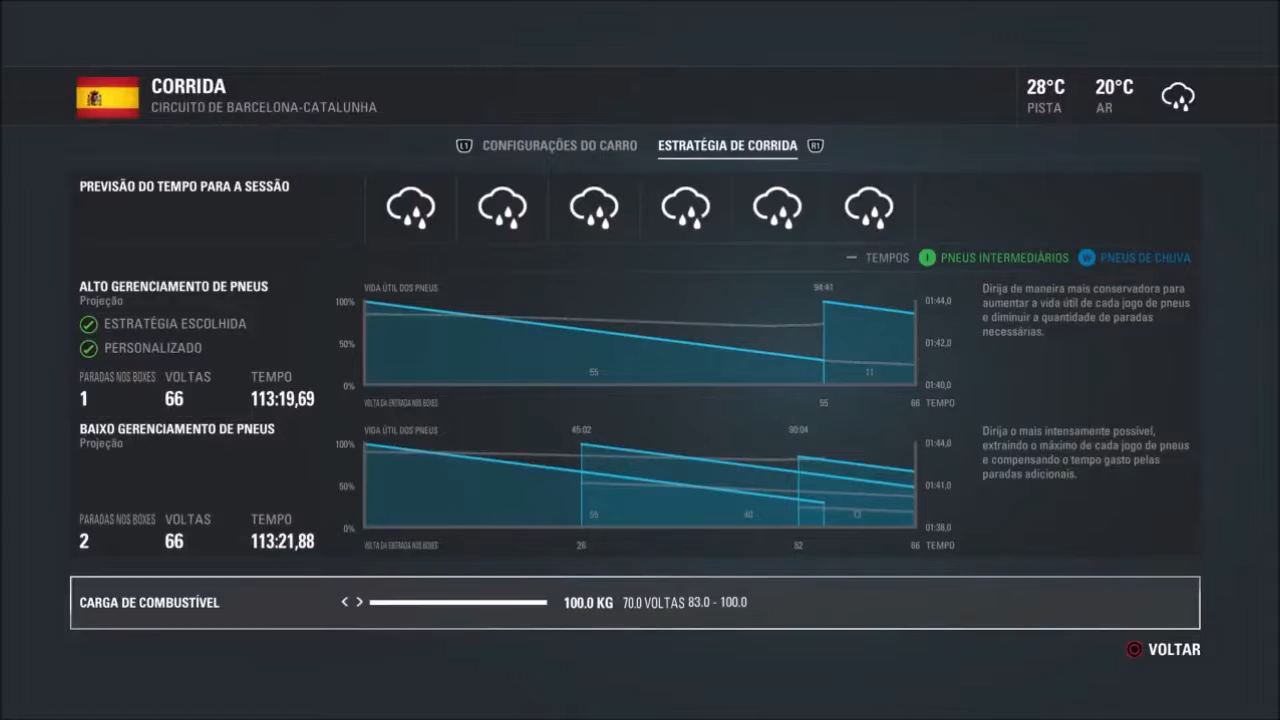 CORRIDA
CIRCUITO DE BARCELONA-CATALUNHA
28°C
PISTA
20°C
AR
L1 CONFIGURAÇÕES DO CARRO ESTRATÉGIA DE CORRIDA R1
PREVISÃO DO TEMPO PARA A SESSÃO
TEMPOS I PNEUS INTERMEDIÁRIOS W PNEUS DE CHUVA
ALTO GERENCIAMENTO DE PNEUS
Projeção
ESTRATÉGIA ESCOLHIDA
PERSONALIZADO
PARADAS NOS BOXES VOLTAS TEMPO
1 66 113:19,69
VIDA ÚTIL DOS PNEUS 94:41
100% 01:44,0
50% 01:42,0
55 11
0% 01:40,0
VOLTA DA ENTRADA NOS BOXES 55 66 TEMPO
Dirija de maneira mais conservadora para
aumentar a vida útil de cada jogo de pneus
e diminuir a quantidade de paradas
necessárias.
BAIXO GERENCIAMENTO DE PNEUS
Projeção
PARADAS NOS BOXES VOLTAS TEMPO
2 66 113:21,88
VIDA ÚTIL DOS PNEUS 45:02 90:04
100% 01:44,0
50% 01:41,0
55 40
0% 01:38,0
VOLTA DA ENTRADA NOS BOXES 26 52 66 TEMPO
Dirija o mais intensamente possível,
extraindo o máximo de cada jogo de pneus
e compensando o tempo gasto pelas
paradas adicionais.
CARGA DE COMBUSTÍVEL 100.0 KG 70.0 VOLTAS 83.0 - 100.0
VOLTAR